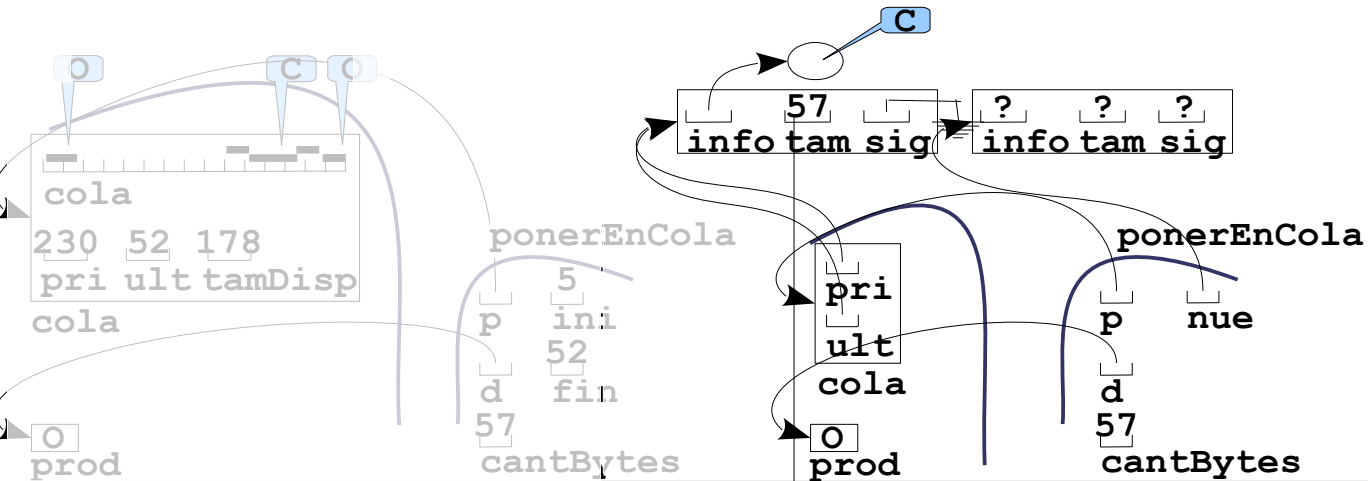 O C O
cola
230 52 178
pri ult tamDisp
cola
ponerEnCola
5
p ini
52
d fin
57
cantBytes
O
prod
C
57
info tam sig
? ? ?
info tam sig
pri
ult
cola
ponerEnCola
p nue
d
57
cantBytes
O
prod